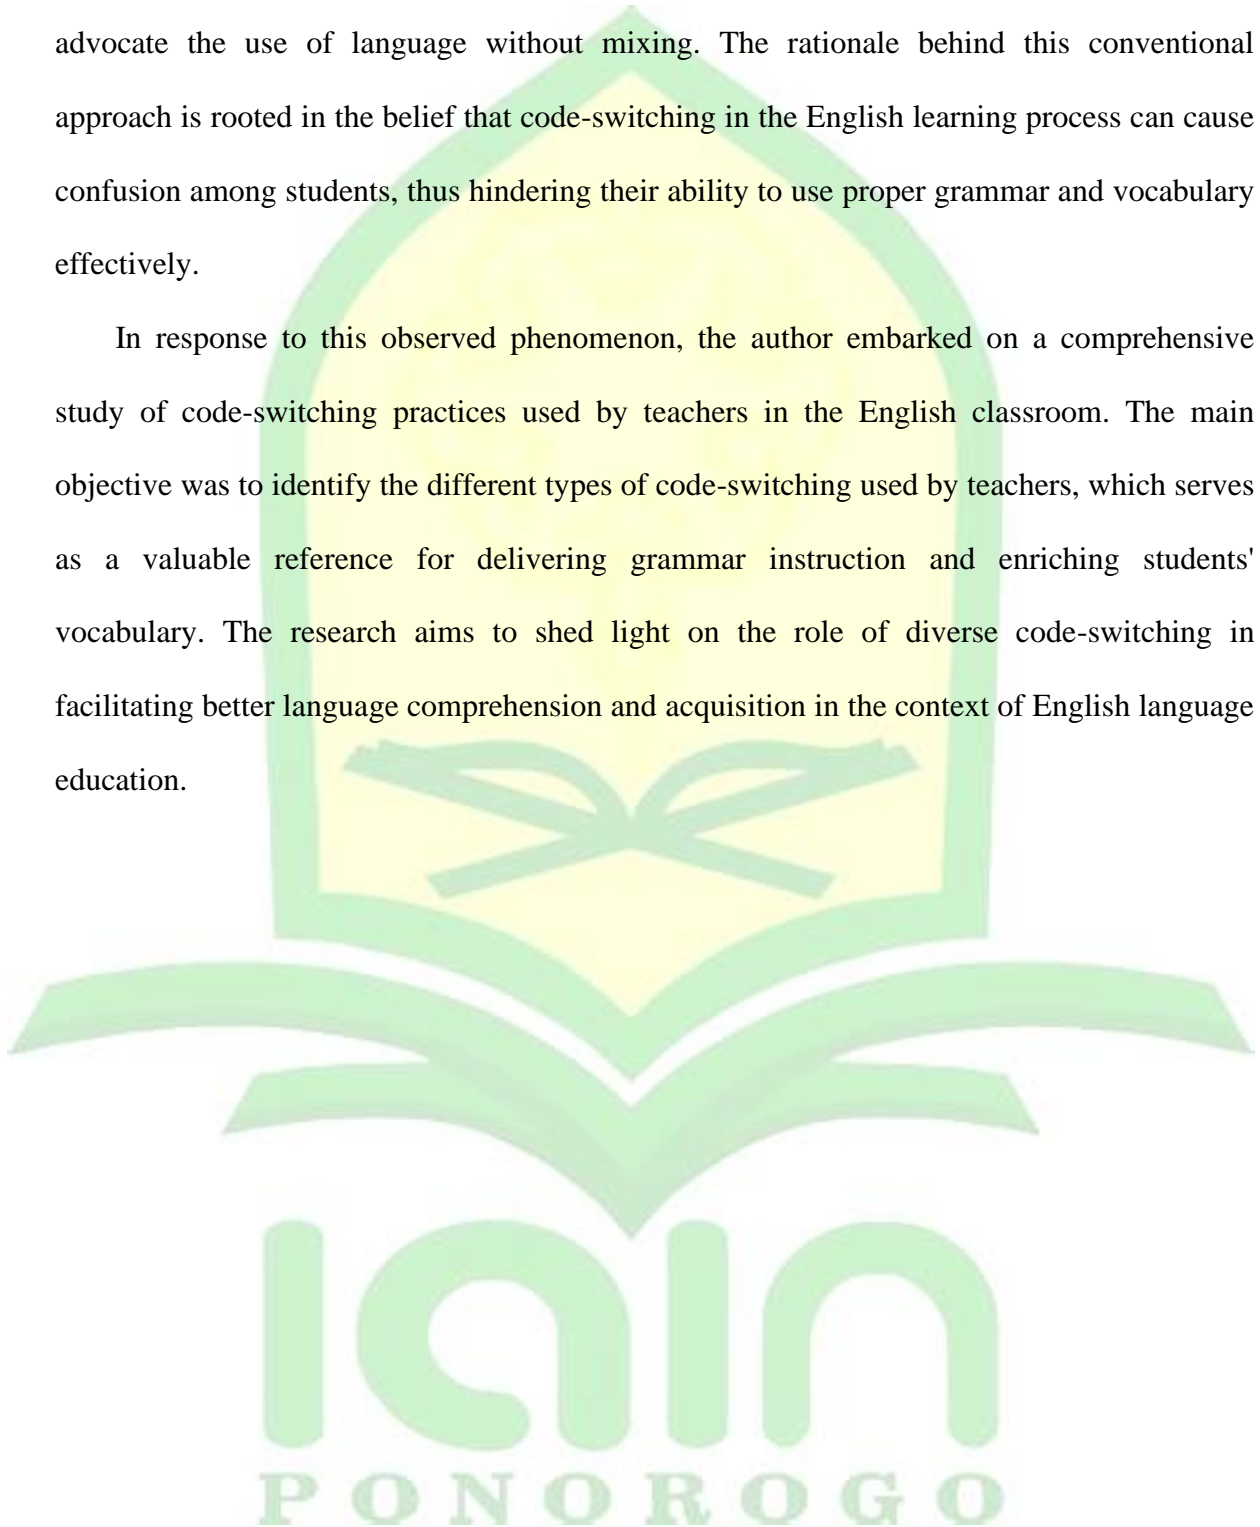 advocate the use of language without mixing. The rationale behind this conventional
approach is rooted in the belief that code-switching in the English learning process can cause
confusion among students, thus hindering their ability to use proper grammar and vocabulary
effectively.
In response to this observed phenomenon, the author embarked on a comprehensive
study of code-switching practices used by teachers in the English classroom. The main
objective was to identify the different types of code-switching used by teachers, which serves
as a valuable reference for delivering grammar instruction and enriching students'
vocabulary. The research aims to shed light on the role of diverse code-switching in
facilitating better language comprehension and acquisition in the context of English language
education.
IAIN
PONOROGO